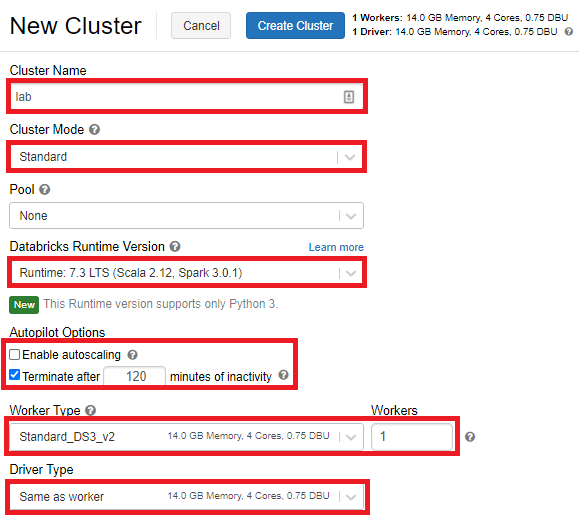 New Cluster
Cancel
Create Cluster
1 Workers: 14.0 GB Memory, 4 Cores, 0.75 DBU
1 Driver: 14.0 GB Memory, 4 Cores, 0.75 DBU ?
Cluster Name
lab
Cluster Mode ?
Standard
Pool ?
None
Databricks Runtime Version ? Learn more
Runtime: 7.3 LTS (Scala 2.12, Spark 3.0.1)
New This Runtime version supports only Python 3.
Autopilot Options
Enable autoscaling ?
Terminate after 120 minutes of inactivity ?
Worker Type ? Workers
Standard_DS3_v2 14.0 GB Memory, 4 Cores, 0.75 DBU 1 ?
Driver Type
Same as worker 14.0 GB Memory, 4 Cores, 0.75 DBU